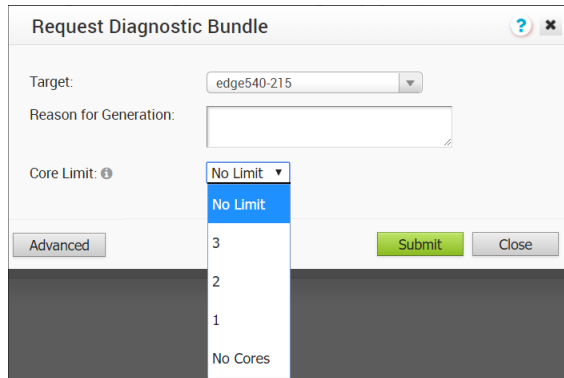 Request Diagnostic Bundle ? ✖
Target: edge540-215
Reason for Generation:
Core Limit: No Limit
No Limit
3
2
1
No Cores
Advanced Submit Close